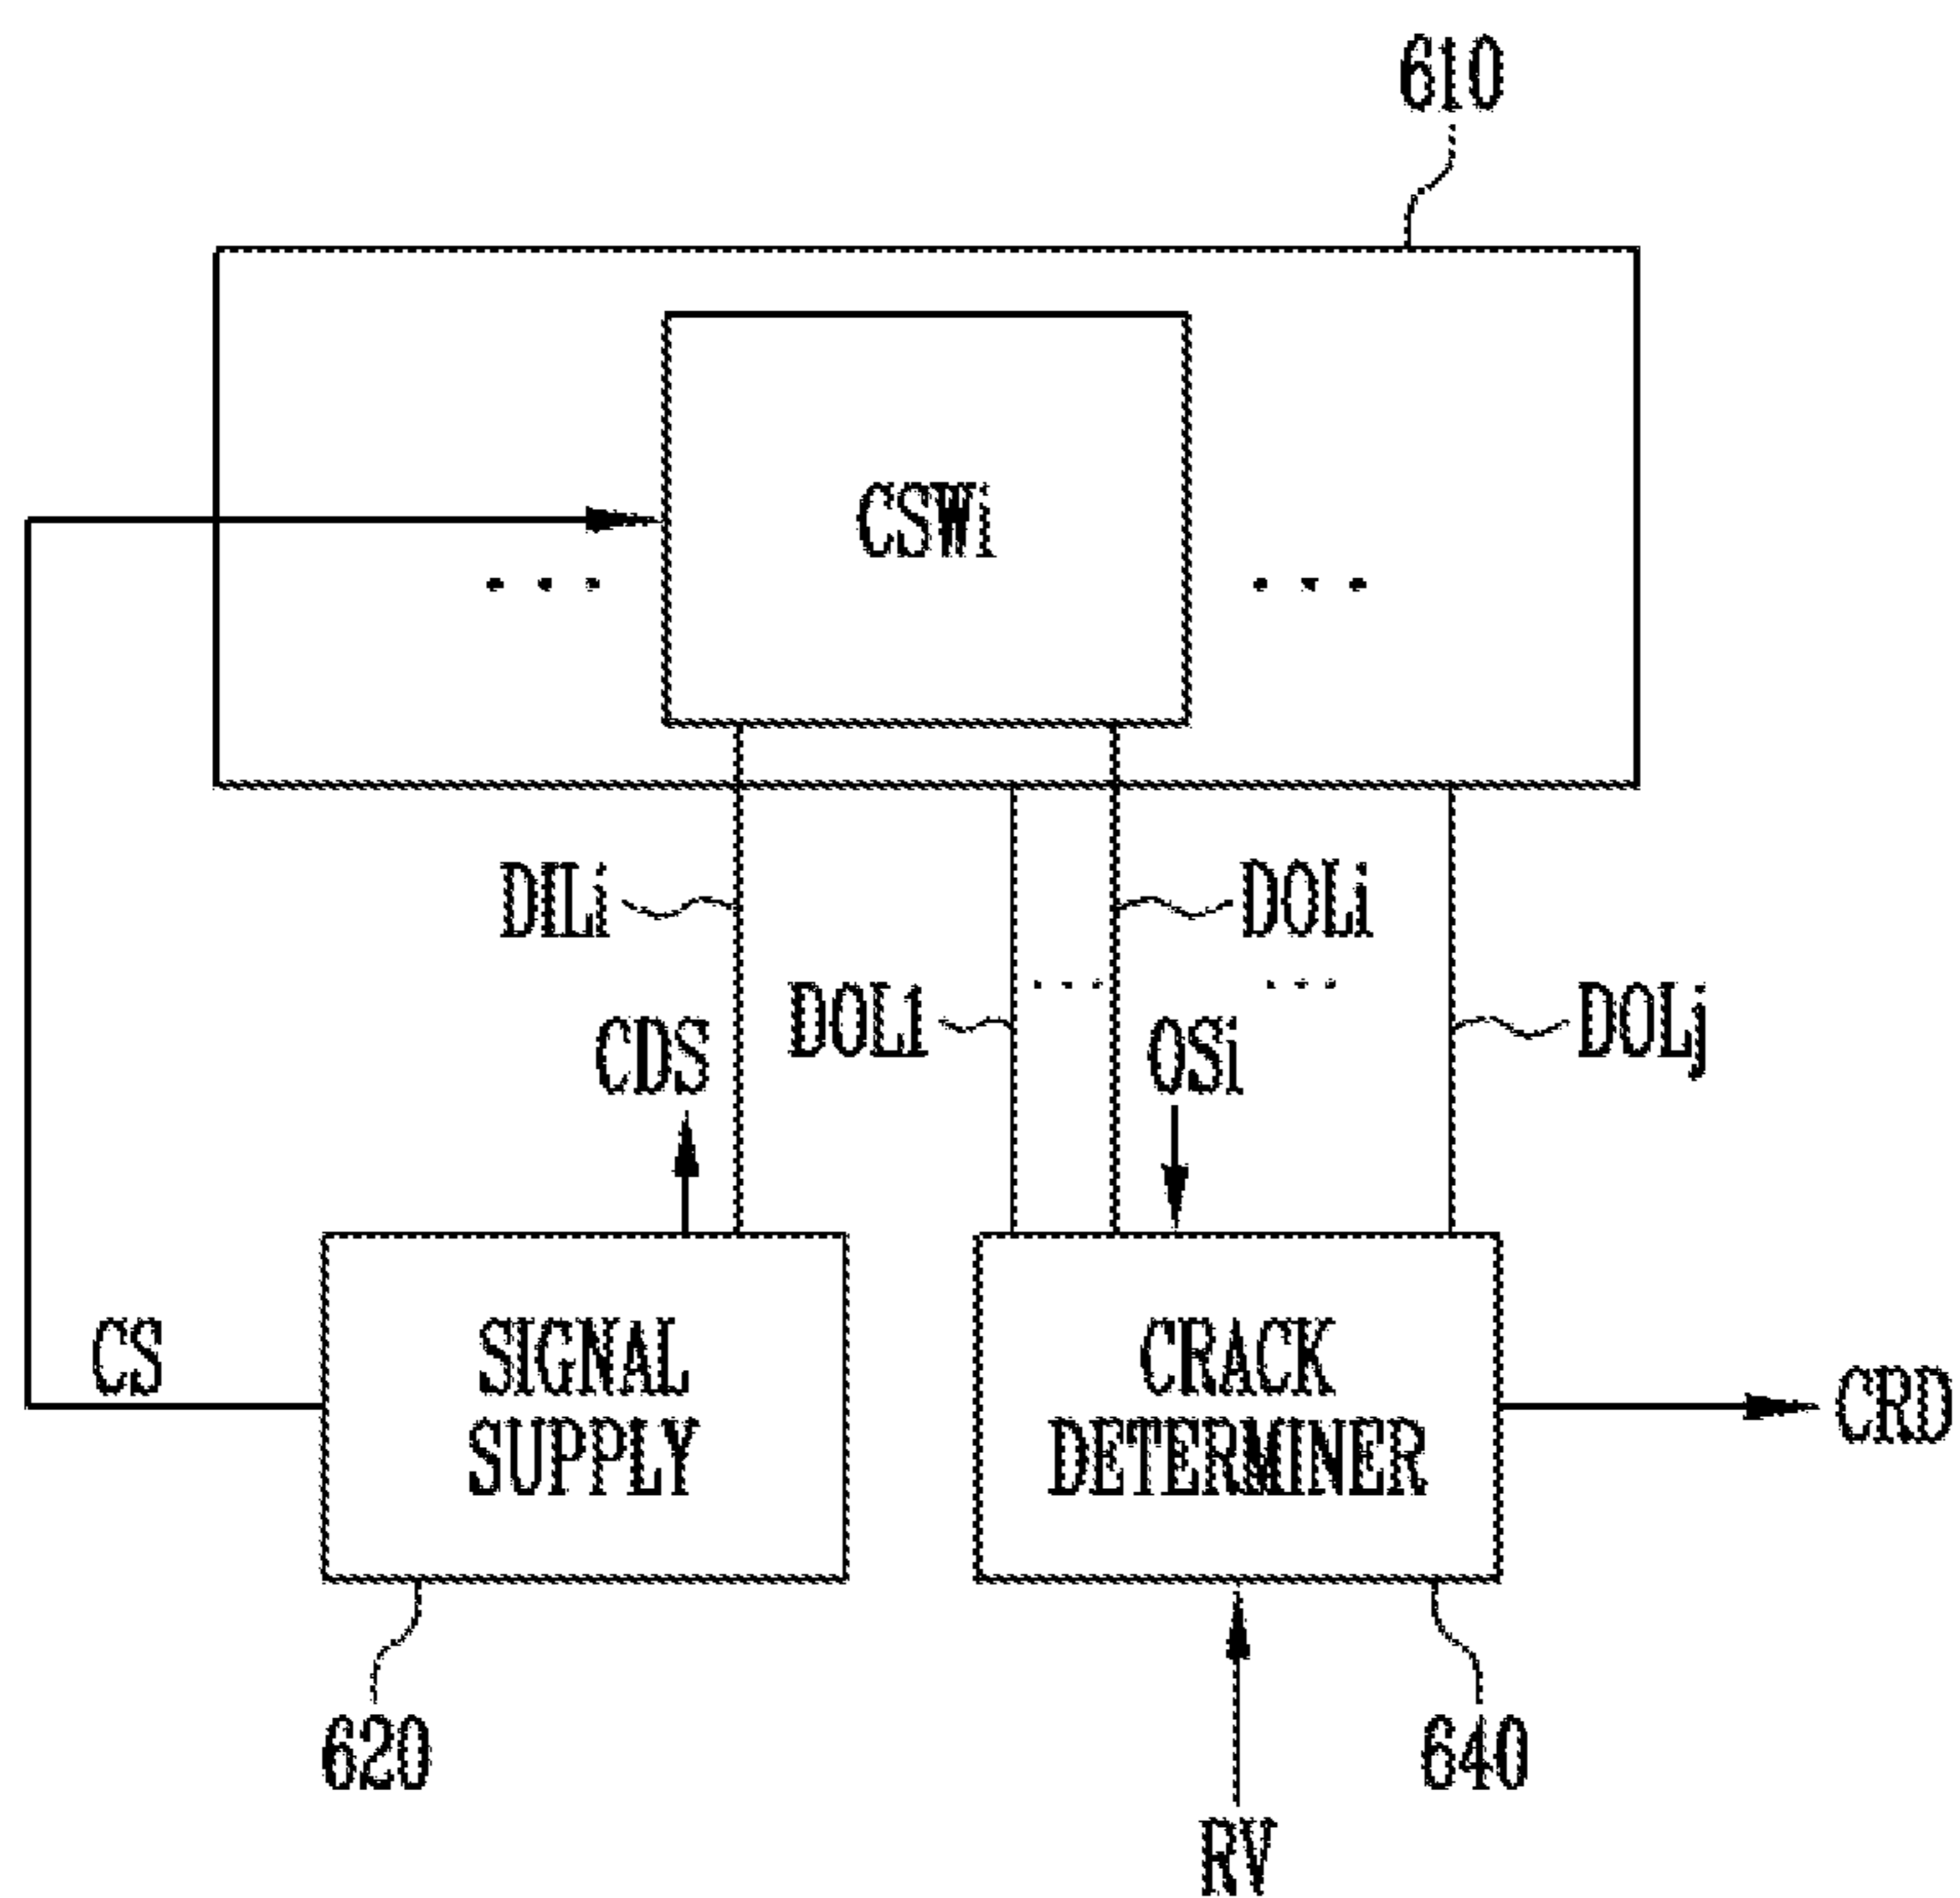 610
CSWi
... ...
DILi
DOLi
... ...
DOL1
DOLj
CDS
OSi
CS
SIGNAL
SUPPLY
CRACK
DETERMINER
CRD
620
640
RV